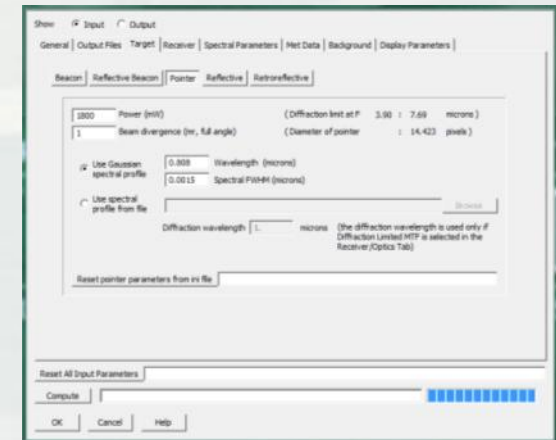 Show Input Output
General Output Files Target Receiver Spectral Parameters Met Data Background Display Parameters
Beacon Reflective Beacon Pointer Reflective Retroreflective
1800 Power (mW) (Diffraction limit at F 3.90 : 7.69 microns)
1 Beam divergence (mr, full angle) (Diameter of pointer : 14.423 pixels)
Use Gaussian spectral profile 0.808 Wavelength (microns)
0.0015 Spectral FWHM (microns)
Use spectral profile from file Browse
Diffraction wavelength 1. microns (the diffraction wavelength is used only if
Diffraction Limited MTF is selected in the
Receiver/Optics Tab)
Reset pointer parameters from ini file
Reset All Input Parameters
Compute
OK Cancel Help